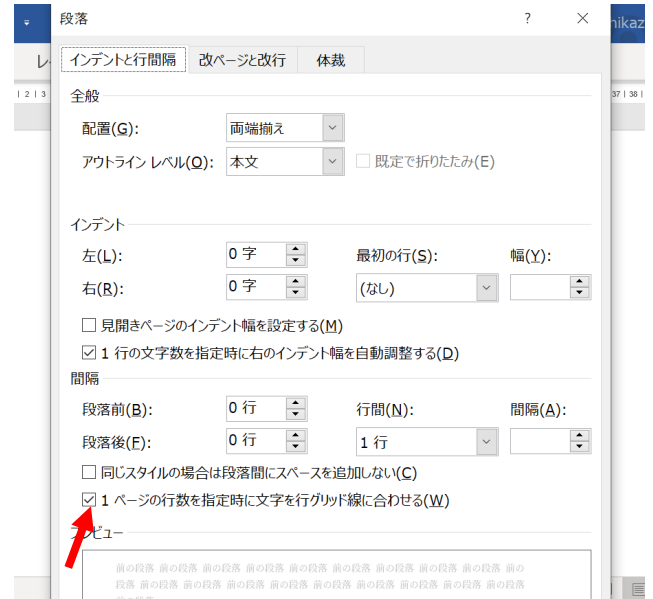 段落
?
nikaz
レ
インデントと行間隔 改ページと改行 体裁
| 2 | 3
37 | 38 |
全般
配置(G): 両端揃え
アウトライン レベル(O): 本文 既定で折りたたみ(E)
インデント
左(L): 0 字 最初の行(S): 幅(Y):
右(R): 0 字 (なし)
見開きページのインデント幅を設定する(M)
1 行の文字数を指定時に右のインデント幅を自動調整する(D)
間隔
段落前(B): 0 行 行間(N): 間隔(A):
段落後(F): 0 行 1 行
同じスタイルの場合は段落間にスペースを追加しない(C)
1 ページの行数を指定時に文字を行グリッド線に合わせる(W)
プレビュー
前の段落 前の段落 前の段落 前の段落 前の段落 前の段落 前の段落 前の段落 前の段落 前の
段落 前の段落 前の段落 前の段落 前の段落 前の段落 前の段落 前の段落 前の段落 前の段落